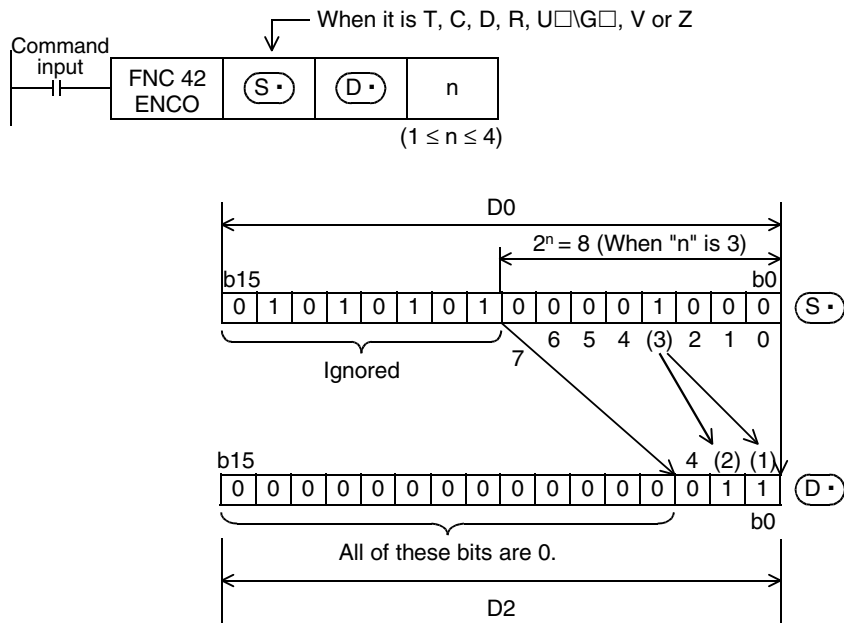 When it is T, C, D, R, U□\G□, V or Z
Command
input
FNC 42
ENCO
S・
D・
n
(1 ≤ n ≤ 4)
D0
2ⁿ = 8 (When "n" is 3)
b15 b0
0 1 0 1 0 1 0 1 0 0 0 0 1 0 0 0 S・
7 6 5 4 (3) 2 1 0
Ignored
b15 4 (2) (1)
0 0 0 0 0 0 0 0 0 0 0 0 0 0 1 1 D・
b0
All of these bits are 0.
D2